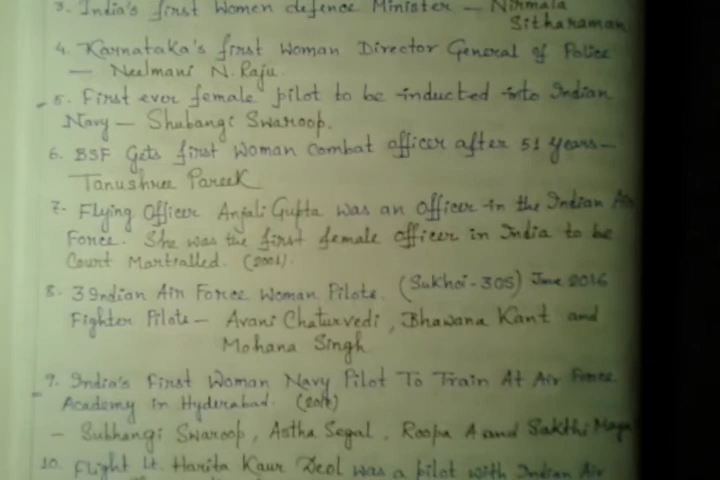 3. India's first Women defence Minister – Nirmala
Sitharaman
4. Karnataka's first Woman Director General of Police
— Neelmani N. Raju.
5. First ever female pilot to be inducted into Indian
Navy – Shubangi Swaroop.
6. BSF Gets first Woman Combat officer after 51 Years –
Tanushree Pareek
7. Flying Officer Anjali Gupta was an officer in the Indian Air
Force. She was the first female officer in India to be
Court Martialled.
8. 3 Indian Air Force Woman Pilots. (Sukhoi - 305) June 2016
Fighter Pilots – Avani Chaturvedi, Bhawana Kant and
Mohana Singh
9. India's First Woman Navy Pilot To Train At Air Force
Academy in Hyderabad.
– Subhangi Swaroop, Astha Segal, Roopa A and Sakthi
10. Flight Lt. Harita Kaur Deol was a pilot with Indian Air